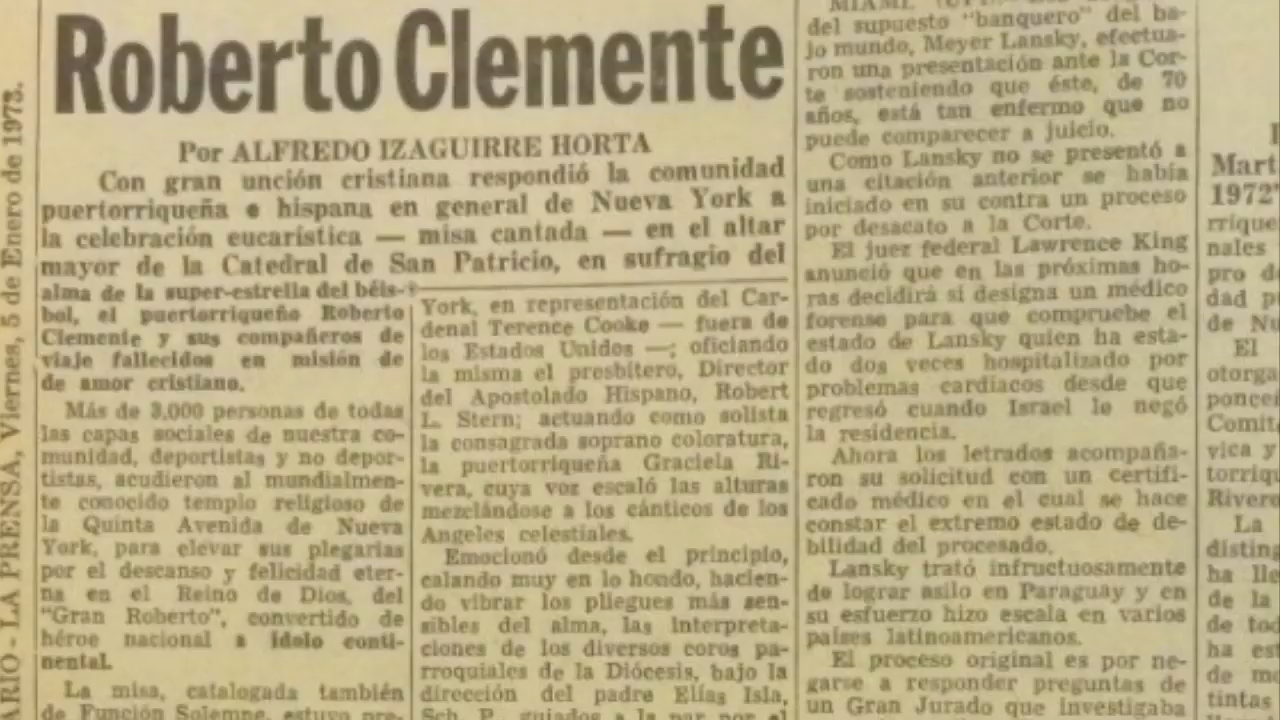 ARIO - LA PRENSA, Viernes, 5 de Enero de 1973.
Roberto Clemente
Por ALFREDO IZAGUIRRE HORTA
Con gran unción cristiana respondió la comunidad
puertorriqueña e hispana en general de Nueva York a
la celebración eucarística — misa cantada — en el altar
mayor de la Catedral de San Patricio, en sufragio del
alma de la super-estrella del béis-
bol, el puertorriqueño Roberto
Clemente y sus compañeros de
viaje fallecidos en misión de
de amor cristiano.
Más de 3,000 personas de todas
las capas sociales de nuestra co-
munidad, deportistas y no depor-
tistas, acudieron al mundialmen-
te conocido templo religioso de
la Quinta Avenida de Nueva
York, para elevar sus plegarias
por el descanso y felicidad eter-
na en el Reino de Dios, del
"Gran Roberto", convertido de
héroe nacional a ídolo conti-
nental.
La misa, catalogada también
de Función Solemne, estuvo pre-
York, en representación del Car-
denal Terence Cooke — fuera de
los Estados Unidos —; oficiando
la misma el presbítero, Director
del Apostolado Hispano, Robert
L. Stern; actuando como solista
la consagrada soprano coloratura,
la puertorriqueña Graciela Ri-
vera, cuya voz escaló las alturas
mezclándose a los cánticos de los
Angeles celestiales.
Emocionó desde el principio,
calando muy en lo hondo, hacien-
do vibrar los pliegues más sen-
sibles del alma, las interpreta-
ciones de los diversos coros pa-
rroquiales de la Diócesis, bajo la
dirección del padre Elías Isla,
Sch. P., guiados a la par por el
MIAMI, (UPI)
del supuesto "banquero" del ba-
jo mundo, Meyer Lansky, efectua-
ron una presentación ante la Cor-
te sosteniendo que éste, de 70
años, está tan enfermo que no
puede comparecer a juicio.
Como Lansky no se presentó a
una citación anterior se había
iniciado en su contra un proceso
por desacato a la Corte.
El juez federal Lawrence King
anunció que en las próximas ho-
ras decidirá si designa un médico
forense para que compruebe el
estado de Lansky quien ha esta-
do dos veces hospitalizado por
problemas cardíacos desde que
regresó cuando Israel le negó
la residencia.
Ahora los letrados acompaña-
ron su solicitud con un certifi-
cado médico en el cual se hace
constar el extremo estado de de-
bilidad del procesado.
Lansky trató infructuosamente
de lograr asilo en Paraguay y en
su esfuerzo hizo escala en varios
países latinoamericanos.
El proceso original es por ne-
garse a responder preguntas de
un Gran Jurado que investigaba
Mart
1972"
rrique
nales
pro d
dad p
de Nu
El
otorga
poncei
Comit
vica y
torriqu
Rivere
La
disting
ha lle
de la
de tod
ha est
de mo
tintas